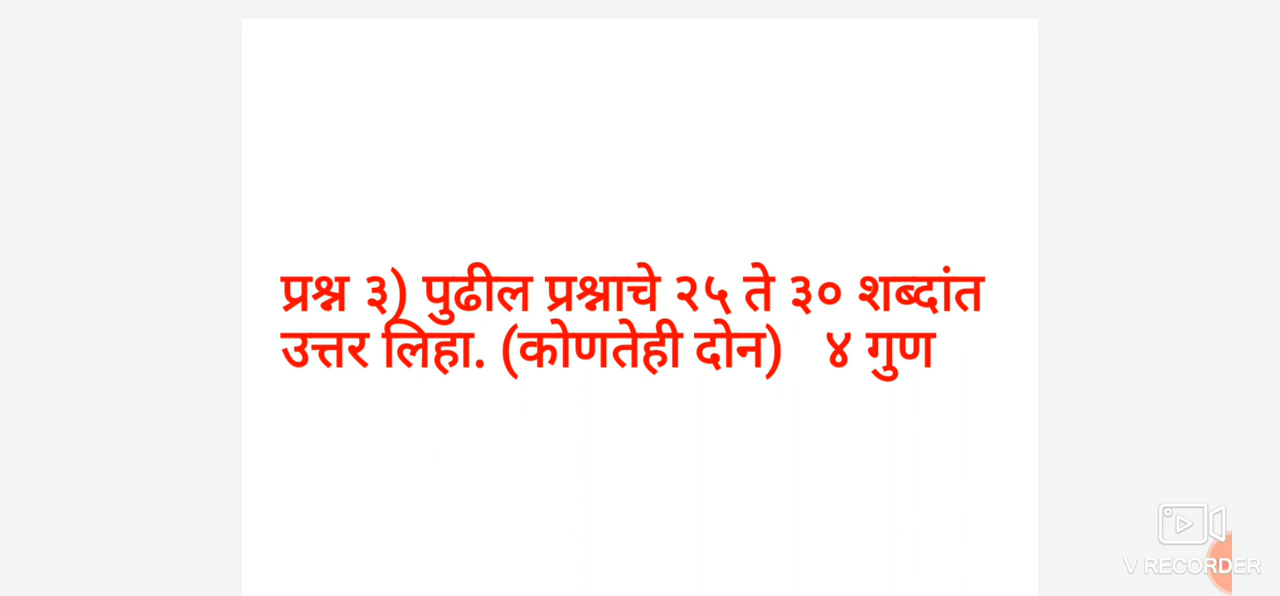 प्रश्न ३) पुढील प्रश्नाचे २५ ते ३० शब्दांत
उत्तर लिहा. (कोणतेही दोन) ४ गुण
V RECORDER